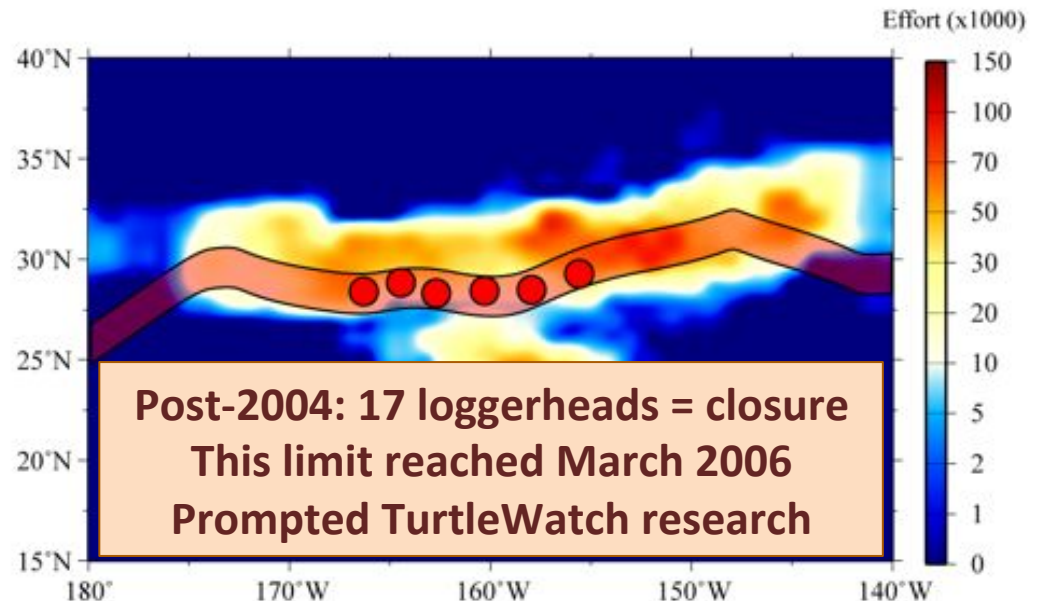 Effort (x1000)
40°N
35°N
30°N
25°N
20°N
15°N
180°
170°W
160°W
150°W
140°W
150
100
70
50
30
20
10
5
2
1
0
Post-2004: 17 loggerheads = closure
This limit reached March 2006
Prompted TurtleWatch research